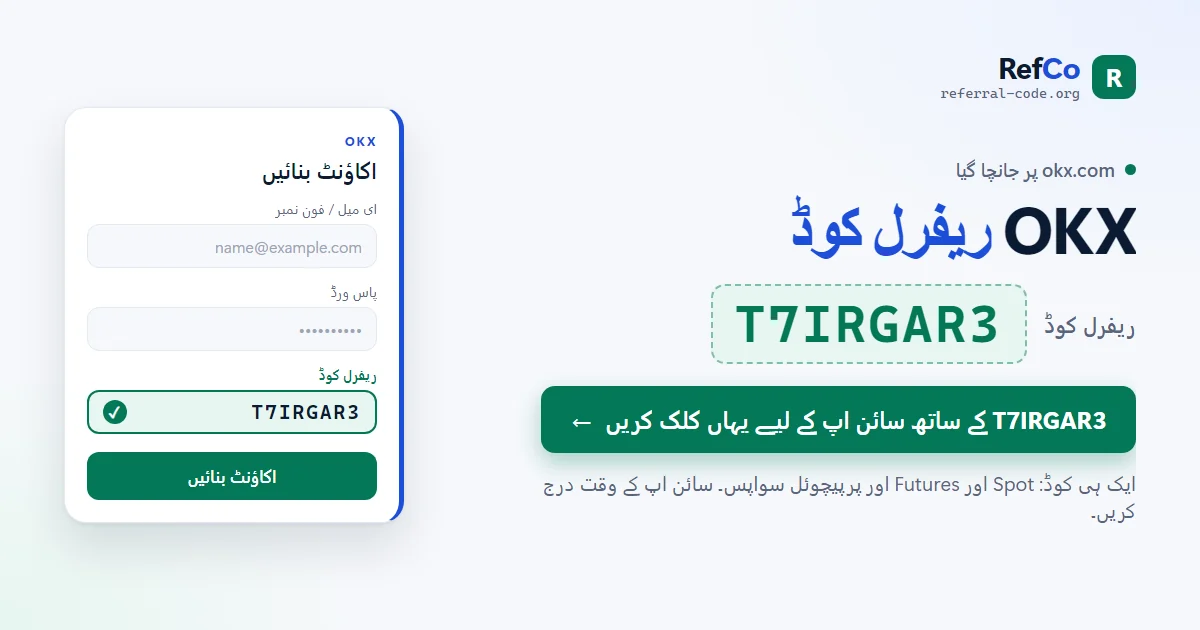 RefCo
R
referral-code.org
okx.com پر جانچا گیا
OKX ریفرل کوڈ
ریفرل کوڈ T7IRGAR3
T7IRGAR3 کے ساتھ سائن اپ کے لیے یہاں کلک کریں ←
ایک ہی کوڈ: Spot اور Futures اور پرپیچوئل سواپس۔ سائن اپ کے وقت درج
کریں۔
OKX
اکاؤنٹ بنائیں
ای میل / فون نمبر
name@example.com
پاس ورڈ
••••••••••
ریفرل کوڈ
T7IRGAR3
اکاؤنٹ بنائیں